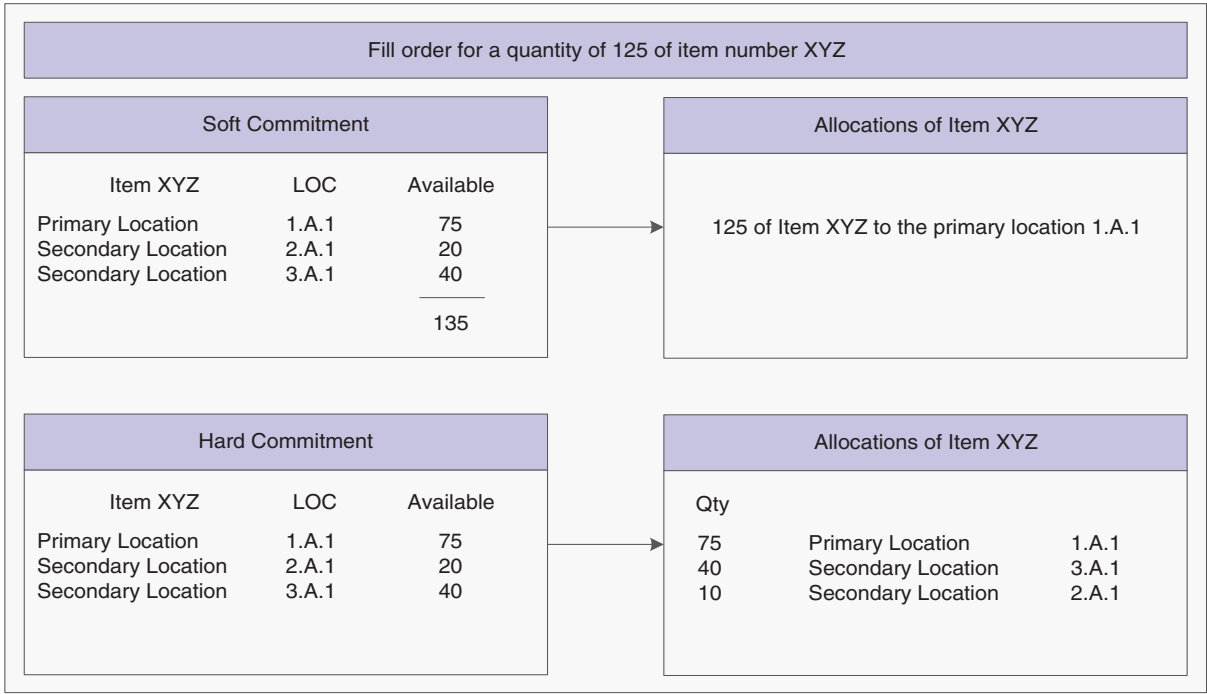 Fill order for a quantity of 125 of item number XYZ
Soft Commitment
Item XYZ LOC Available
Primary Location 1.A.1 75
Secondary Location 2.A.1 20
Secondary Location 3.A.1 40
135
Allocations of Item XYZ
125 of Item XYZ to the primary location 1.A.1
Hard Commitment
Item XYZ LOC Available
Primary Location 1.A.1 75
Secondary Location 2.A.1 20
Secondary Location 3.A.1 40
Allocations of Item XYZ
Qty
75 Primary Location 1.A.1
40 Secondary Location 3.A.1
10 Secondary Location 2.A.1